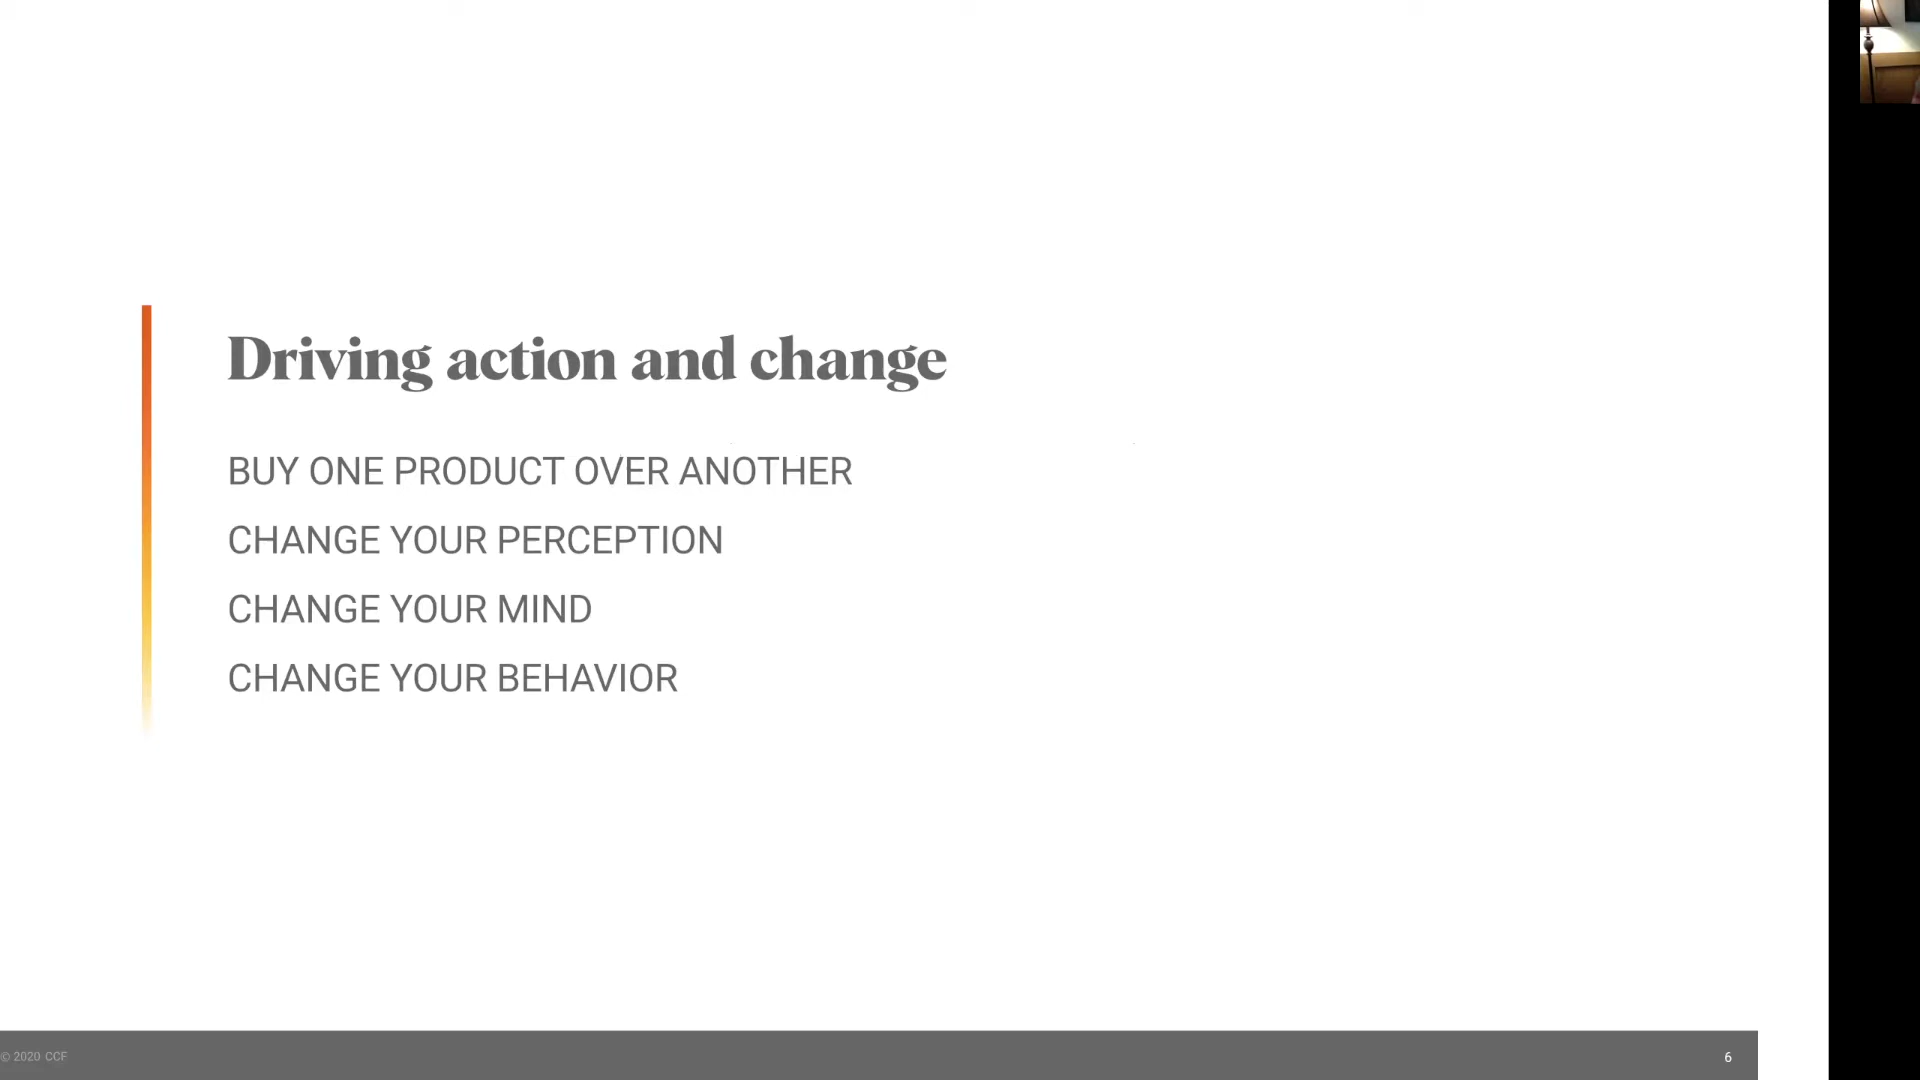 Driving action and change
BUY ONE PRODUCT OVER ANOTHER
CHANGE YOUR PERCEPTION
CHANGE YOUR MIND
CHANGE YOUR BEHAVIOR
© 2020 CCF
6